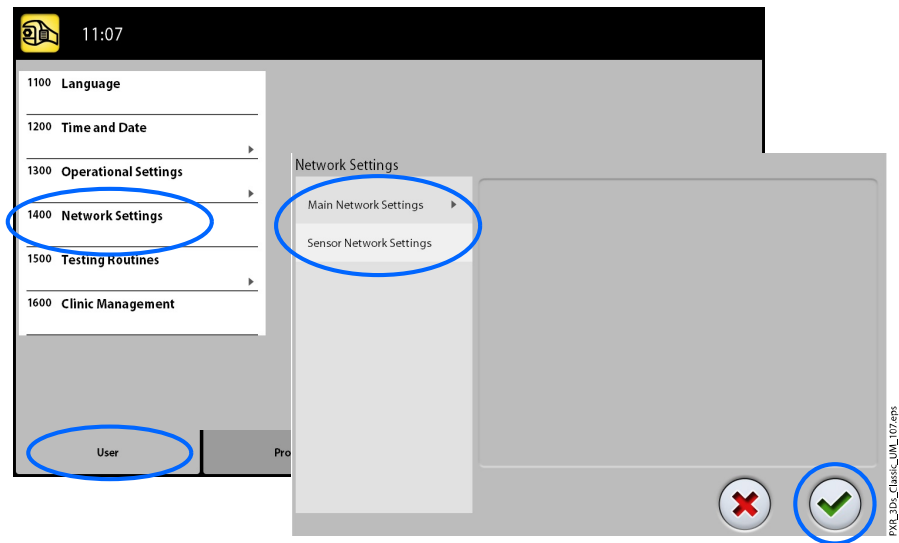 11:07
1100 Language
1200 Time and Date
1300 Operational Settings
1400 Network Settings
1500 Testing Routines
1600 Clinic Management
User
Pro
Network Settings
Main Network Settings
Sensor Network Settings
PXR_3Ds_Classic_UM_107.eps